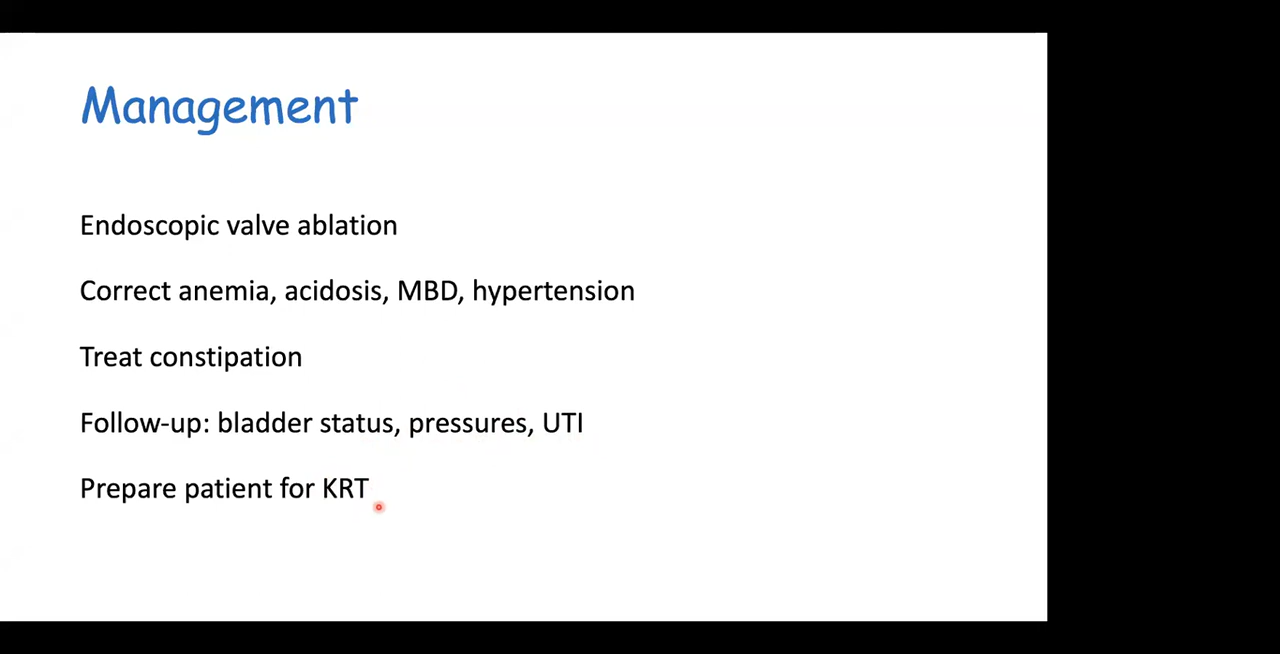 Management
Endoscopic valve ablation
Correct anemia, acidosis, MBD, hypertension
Treat constipation
Follow-up: bladder status, pressures, UTI
Prepare patient for KRT